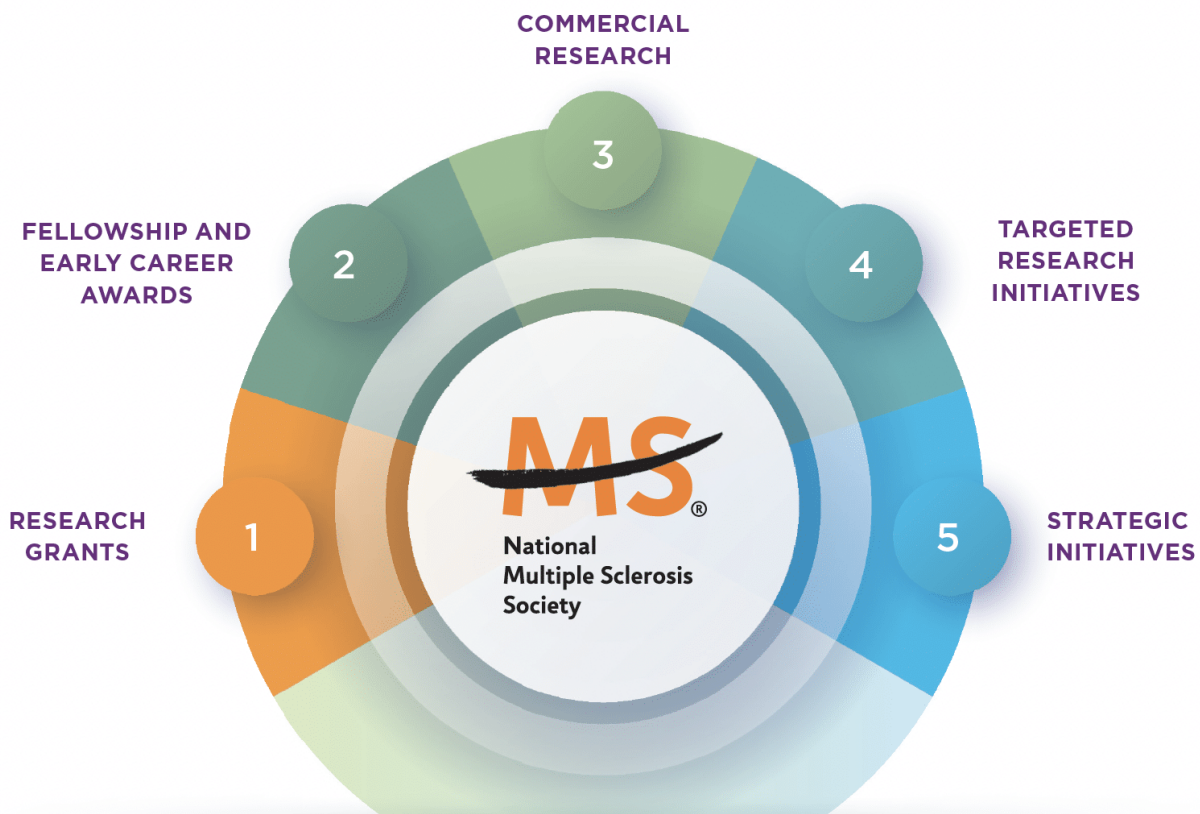 COMMERCIAL
RESEARCH
3
FELLOWSHIP AND
EARLY CAREER
AWARDS
2
4
TARGETED
RESEARCH
INITIATIVES
RESEARCH
GRANTS
1
MS®
National
Multiple Sclerosis
Society
5
STRATEGIC
INITIATIVES